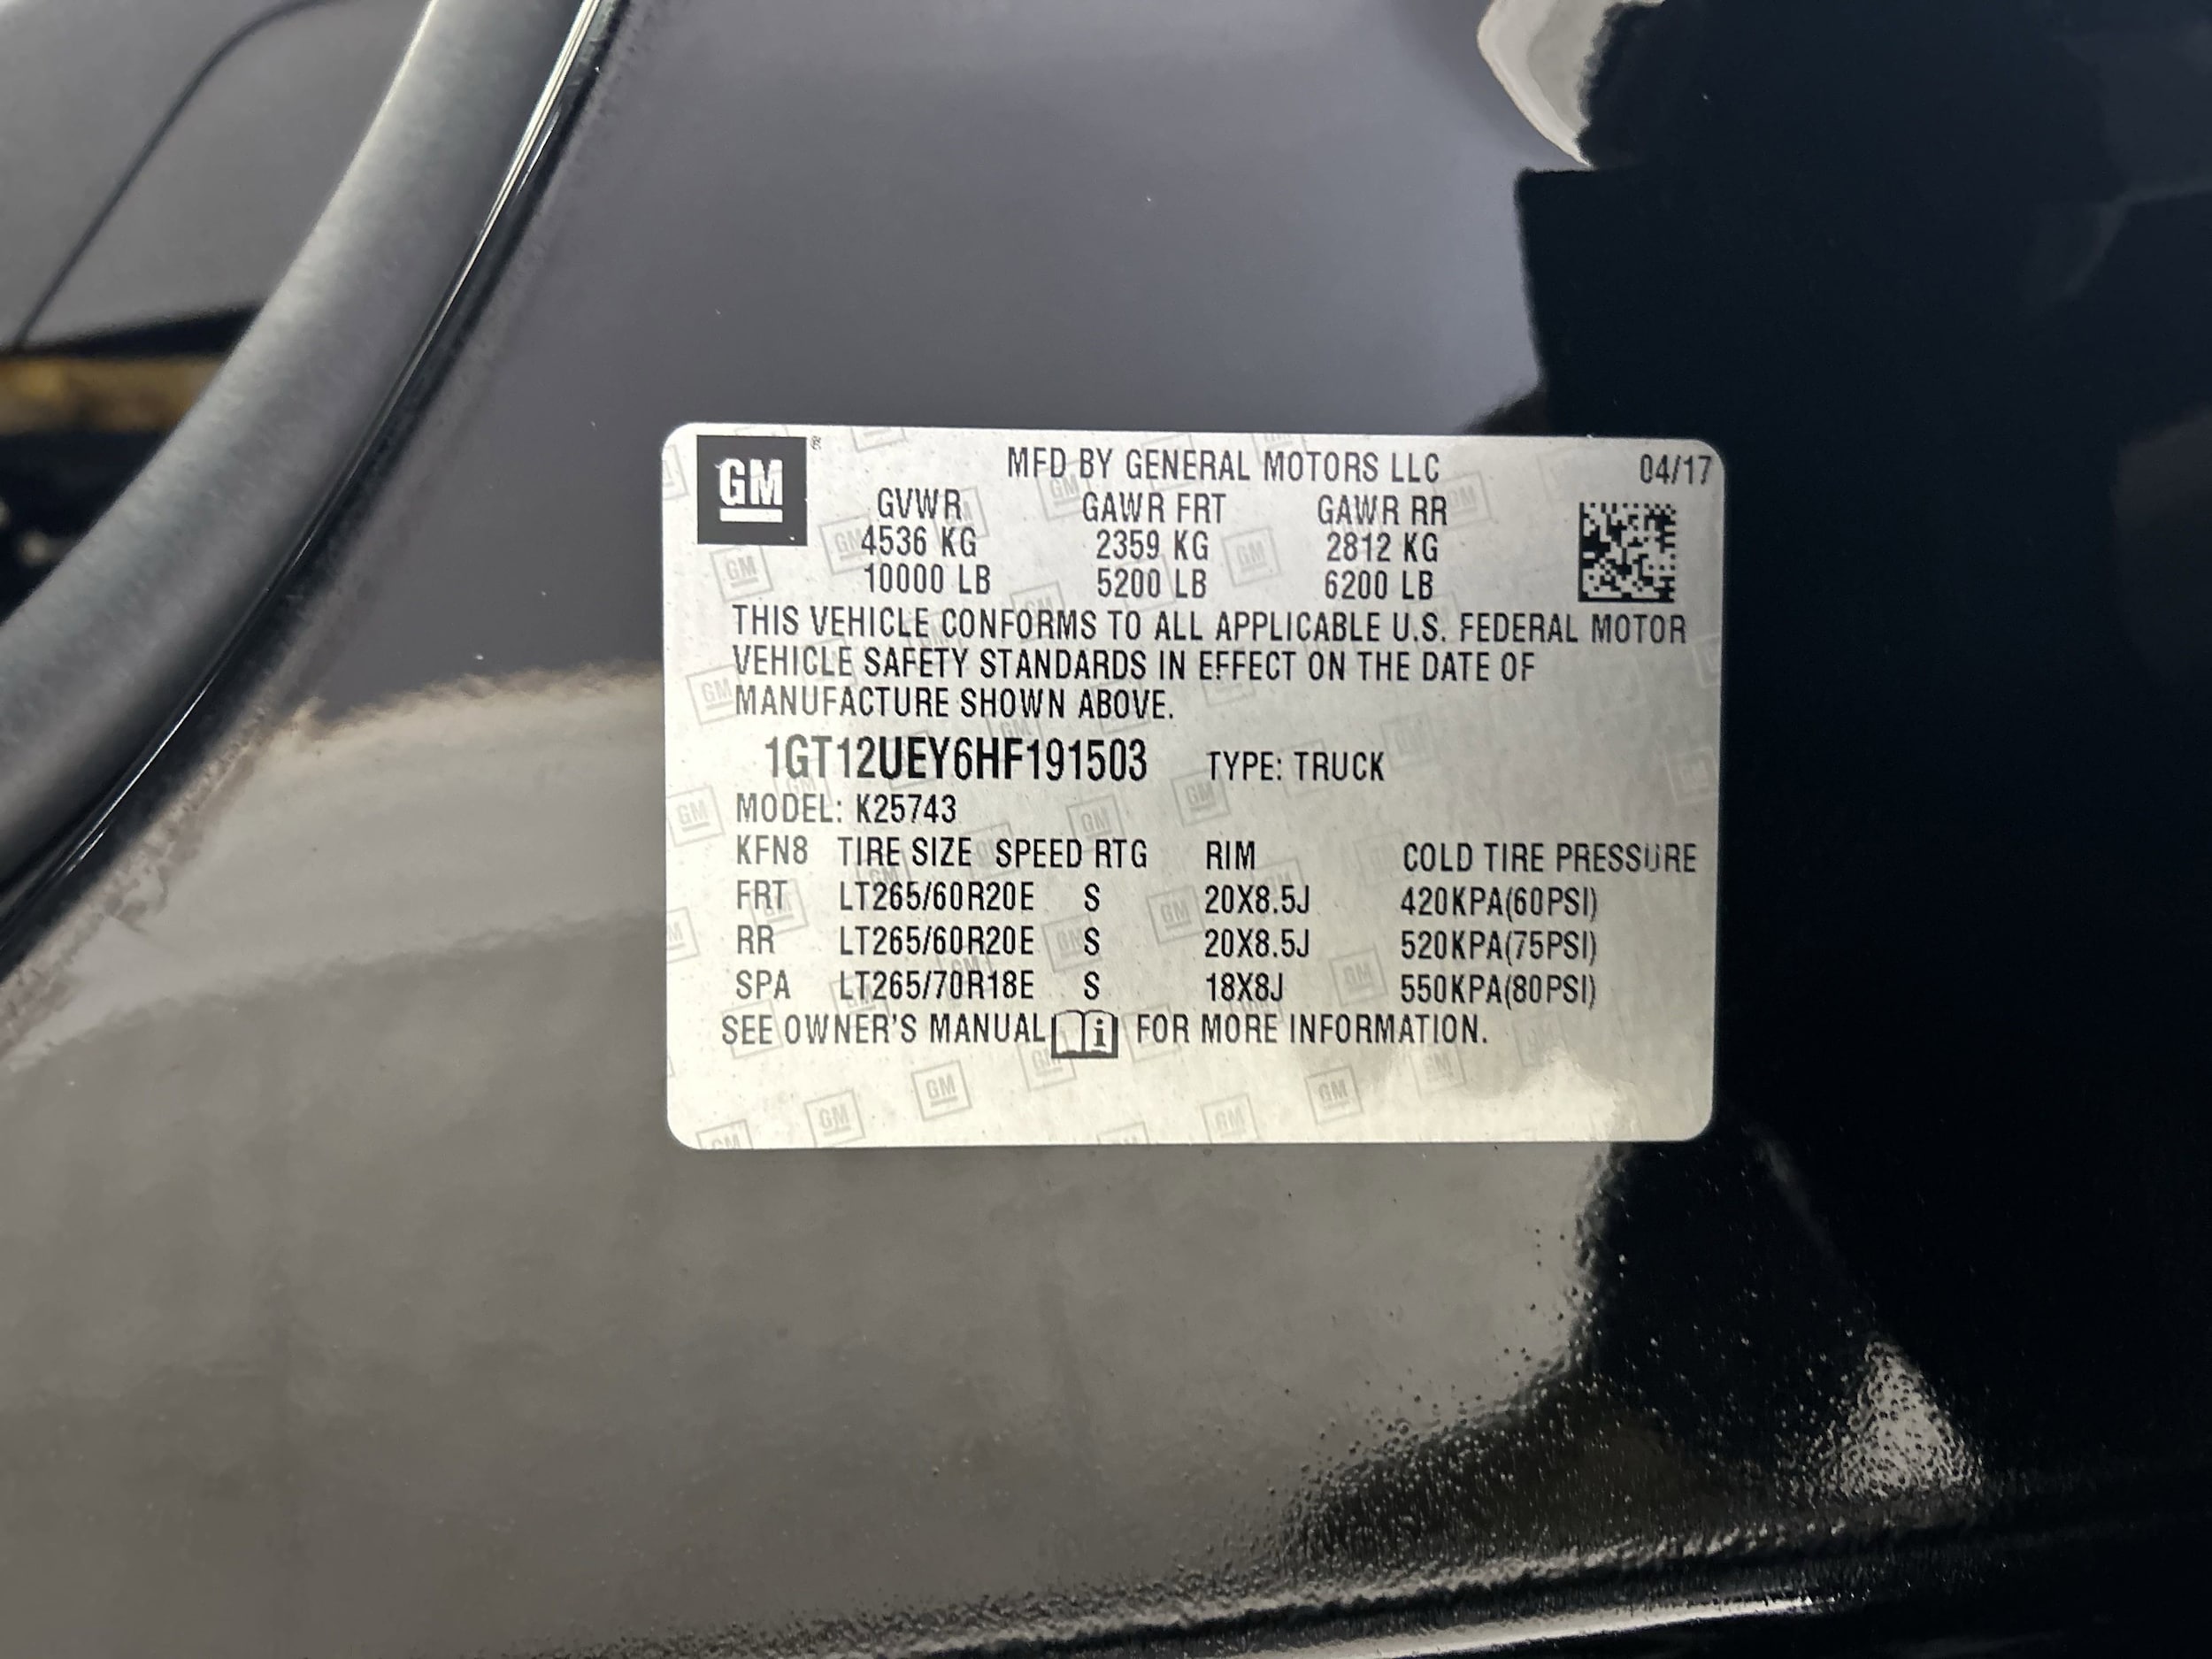 GM ® MFD BY GENERAL MOTORS LLC 04/17
GVWR GAWR FRT GAWR RR
4536 KG 2359 KG 2812 KG
10000 LB 5200 LB 6200 LB
THIS VEHICLE CONFORMS TO ALL APPLICABLE U.S. FEDERAL MOTOR
VEHICLE SAFETY STANDARDS IN EFFECT ON THE DATE OF
MANUFACTURE SHOWN ABOVE.
1GT12UEY6HF191503 TYPE: TRUCK
MODEL: K25743
KFN8 TIRE SIZE SPEED RTG RIM COLD TIRE PRESSURE
FRT LT265/60R20E S 20X8.5J 420KPA(60PSI)
RR LT265/60R20E S 20X8.5J 520KPA(75PSI)
SPA LT265/70R18E S 18X8J 550KPA(80PSI)
SEE OWNER'S MANUAL i FOR MORE INFORMATION.